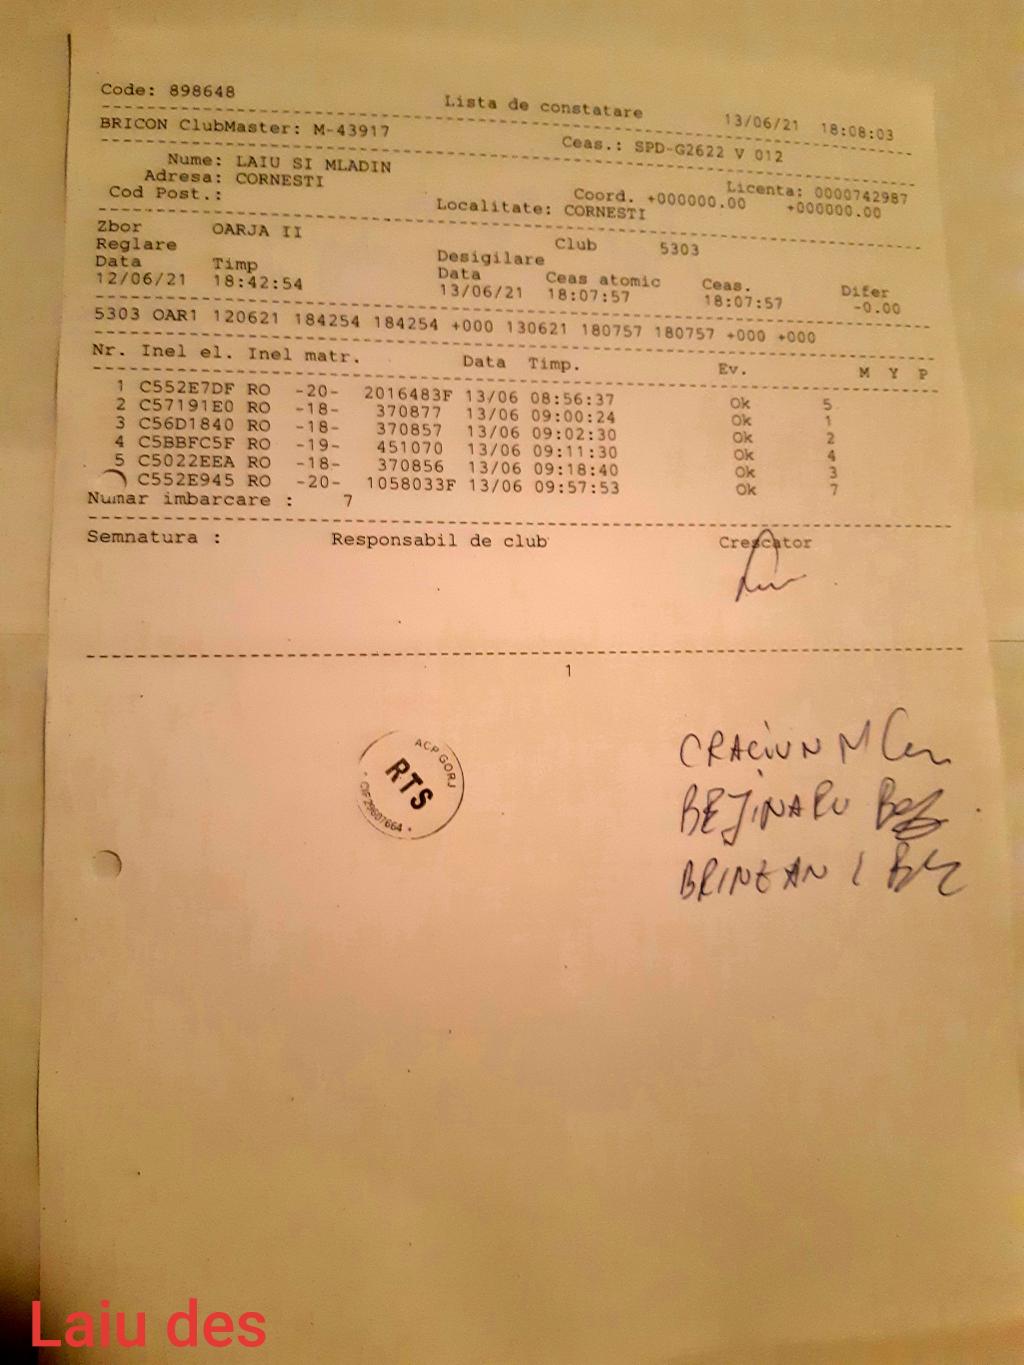 Code: 898648
Lista de constatare 13/06/21 18:08:03
BRICON ClubMaster: M-43917 Ceas.: SPD-G2622 V 012
Nume: LAIU SI MLADIN Licenta: 0000742987
Adresa: CORNESTI Coord. +000000.00 +000000.00
Cod Post.: Localitate: CORNESTI
Zbor OARJA II Club 5303
Reglare Desigilare
Data Timp Data Ceas atomic Ceas. Difer
12/06/21 18:42:54 13/06/21 18:07:57 18:07:57 -0.00
5303 OAR1 120621 184254 184254 +000 130621 180757 180757 +000 +000
Nr. Inel el. Inel matr. Data Timp. Ev. M Y P
1 C552E7DF RO -20- 2016483F 13/06 08:56:37 Ok 5
2 C57191E0 RO -18- 370877 13/06 09:00:24 Ok 1
3 C56D1840 RO -18- 370857 13/06 09:02:30 Ok 2
4 C5BBFC5F RO -19- 451070 13/06 09:11:30 Ok 4
5 C5022EEA RO -18- 370856 13/06 09:18:40 Ok 3
C552E945 RO -20- 1058033F 13/06 09:57:53 Ok 7
Numar imbarcare : 7
Semnatura : Responsabil de club Crescator
1
ACP GORJ
RTS
CIF29607664
CRACIUN M
BEJINARU
BRINZAN I
Laiu des